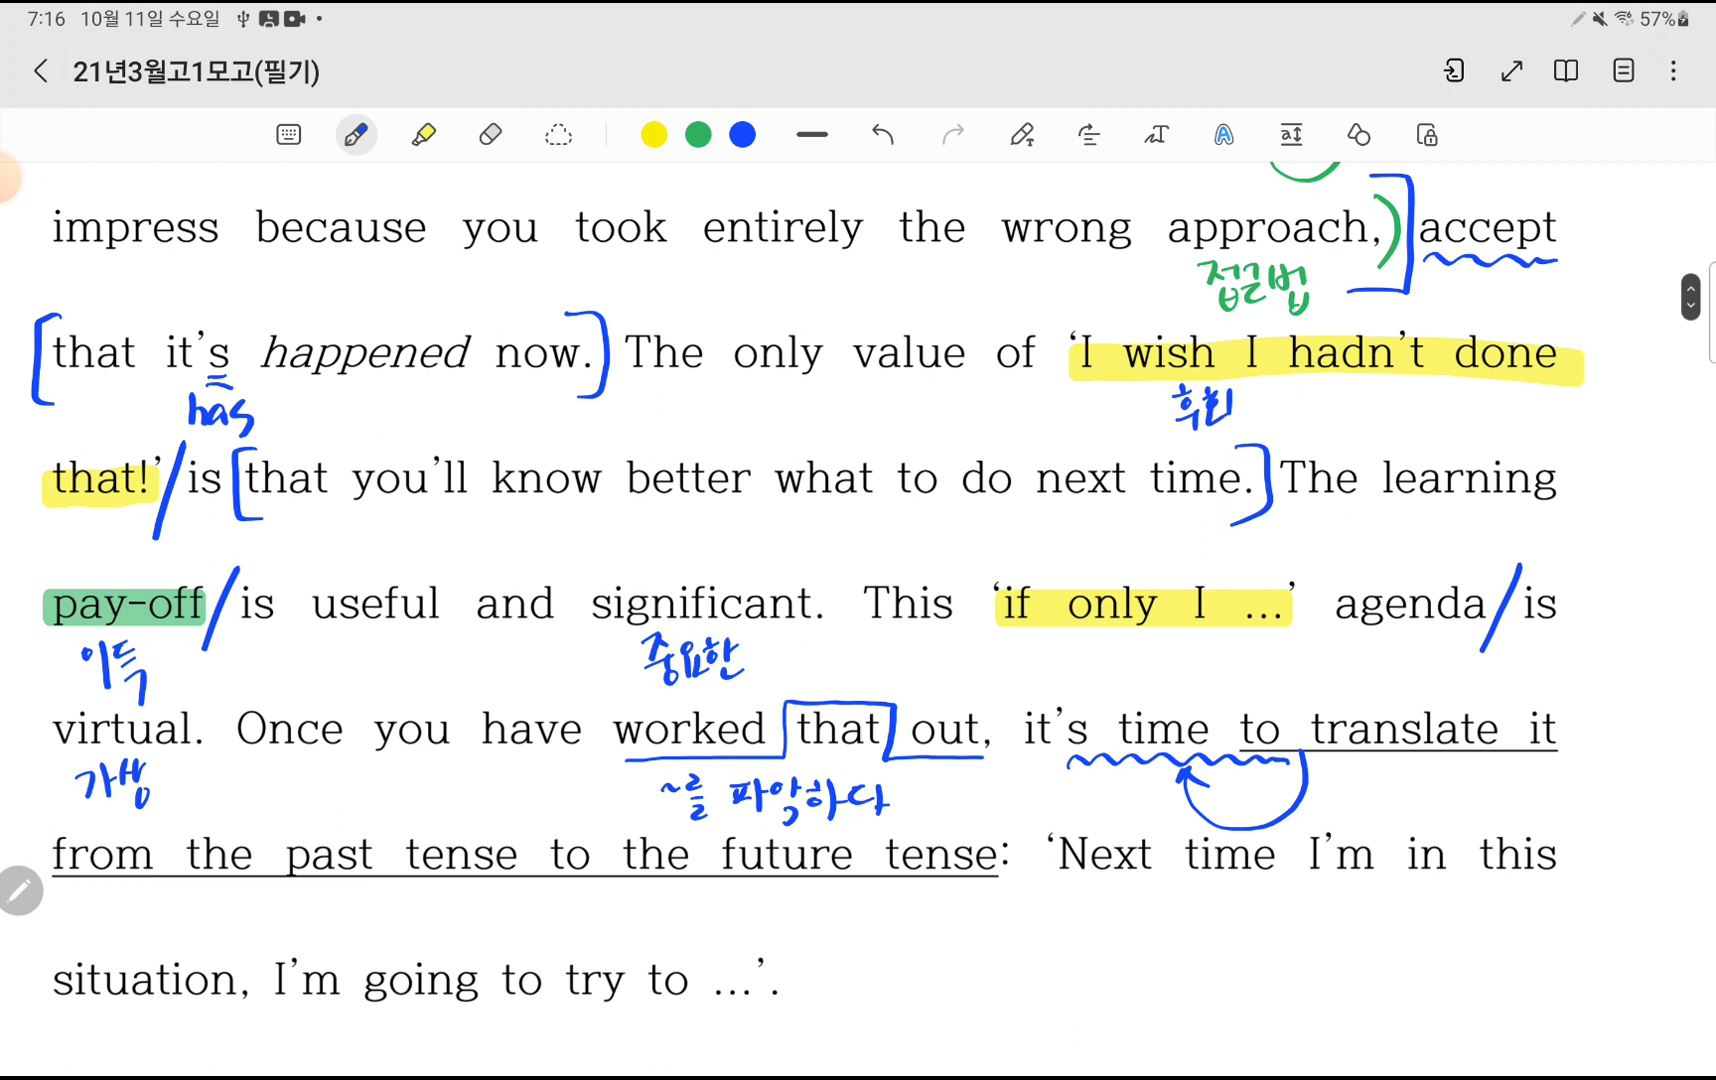 7:16 10월 11일 수요일
57%
21년3월고1모고(필기)
impress because you took entirely the wrong approach,) accept
접근법
[that it's happened now.] The only value of 'I wish I hadn't done
has
후회
that!' / is [that you'll know better what to do next time.] The learning
pay-off / is useful and significant. This 'if only I ...' agenda / is
이득
중요한
virtual. Once you have worked that out, it's time to translate it
가상
~를 파악하다
from the past tense to the future tense: 'Next time I'm in this
situation, I'm going to try to ...'.